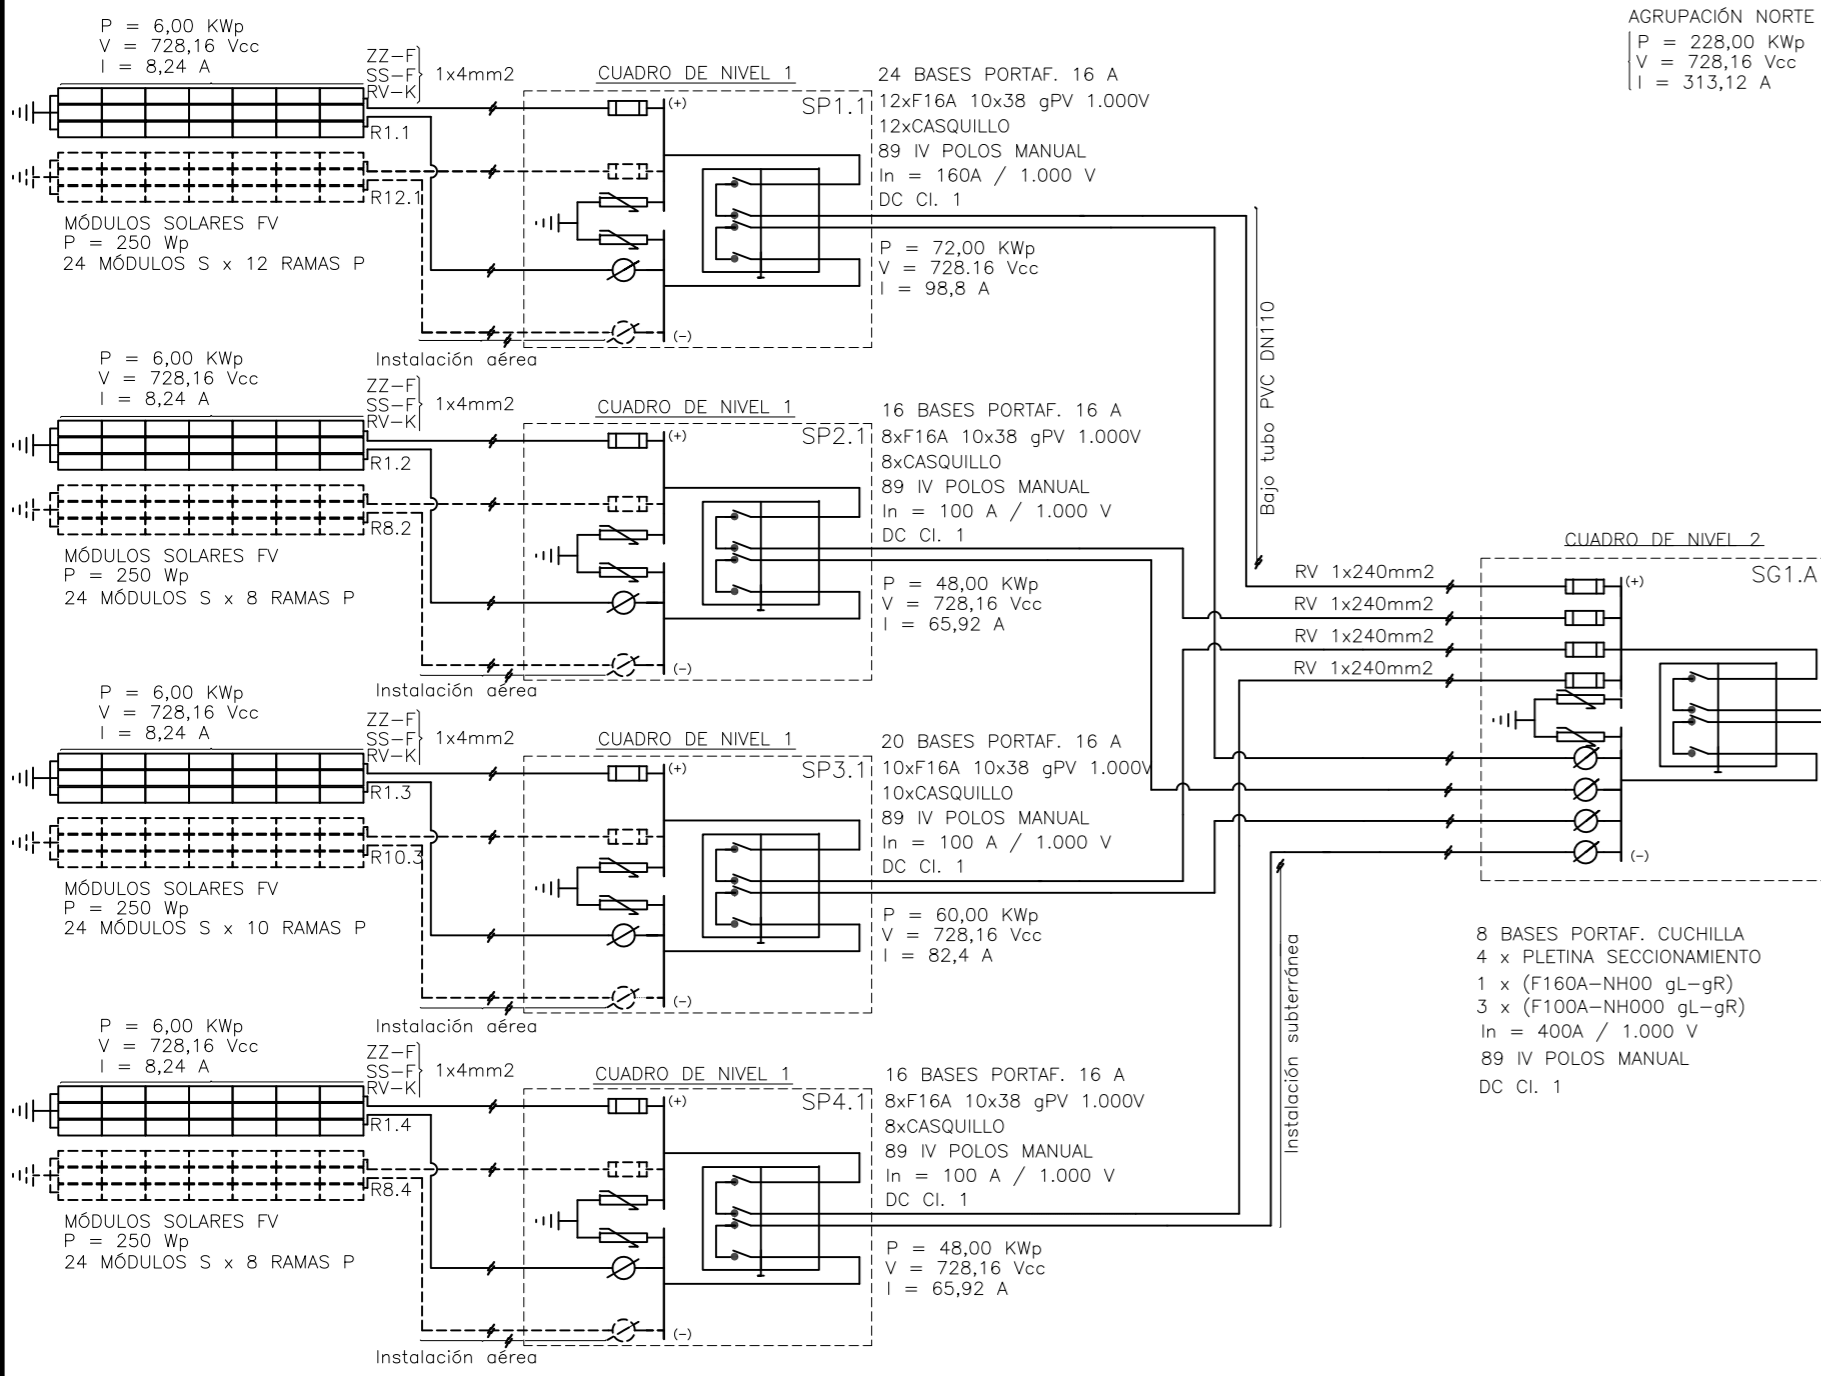 AGRUPACIÓN NORTE
P = 228,00 KWp
V = 728,16 Vcc
I = 313,12 A
P = 6,00 KWp
V = 728,16 Vcc
I = 8,24 A
ZZ-F
SS-F
RV-K
1x4mm2
R1.1
R12.1
MÓDULOS SOLARES FV
P = 250 Wp
24 MÓDULOS S x 12 RAMAS P
CUADRO DE NIVEL 1
SP1.1
(+)
(-)
Instalación aérea
24 BASES PORTAF. 16 A
12xF16A 10x38 gPV 1.000V
12xCASQUILLO
89 IV POLOS MANUAL
In = 160A / 1.000 V
DC Cl. 1
P = 72,00 KWp
V = 728.16 Vcc
I = 98,8 A
P = 6,00 KWp
V = 728,16 Vcc
I = 8,24 A
ZZ-F
SS-F
RV-K
1x4mm2
R1.2
R8.2
MÓDULOS SOLARES FV
P = 250 Wp
24 MÓDULOS S x 8 RAMAS P
CUADRO DE NIVEL 1
SP2.1
(+)
(-)
Instalación aérea
16 BASES PORTAF. 16 A
8xF16A 10x38 gPV 1.000V
8xCASQUILLO
89 IV POLOS MANUAL
In = 100 A / 1.000 V
DC Cl. 1
P = 48,00 KWp
V = 728,16 Vcc
I = 65,92 A
P = 6,00 KWp
V = 728,16 Vcc
I = 8,24 A
ZZ-F
SS-F
RV-K
1x4mm2
R1.3
R10.3
MÓDULOS SOLARES FV
P = 250 Wp
24 MÓDULOS S x 10 RAMAS P
CUADRO DE NIVEL 1
SP3.1
(+)
(-)
Instalación aérea
20 BASES PORTAF. 16 A
10xF16A 10x38 gPV 1.000V
10xCASQUILLO
89 IV POLOS MANUAL
In = 100 A / 1.000 V
DC Cl. 1
P = 60,00 KWp
V = 728,16 Vcc
I = 82,4 A
P = 6,00 KWp
V = 728,16 Vcc
I = 8,24 A
ZZ-F
SS-F
RV-K
1x4mm2
R1.4
R8.4
MÓDULOS SOLARES FV
P = 250 Wp
24 MÓDULOS S x 8 RAMAS P
CUADRO DE NIVEL 1
SP4.1
(+)
(-)
Instalación aérea
16 BASES PORTAF. 16 A
8xF16A 10x38 gPV 1.000V
8xCASQUILLO
89 IV POLOS MANUAL
In = 100 A / 1.000 V
DC Cl. 1
P = 48,00 KWp
V = 728,16 Vcc
I = 65,92 A
Bajo tubo PVC DN110
Instalación subterránea
RV 1x240mm2
RV 1x240mm2
RV 1x240mm2
RV 1x240mm2
CUADRO DE NIVEL 2
SG1.A
(+)
(-)
8 BASES PORTAF. CUCHILLA
4 x PLETINA SECCIONAMIENTO
1 x (F160A-NH00 gL-gR)
3 x (F100A-NH000 gL-gR)
In = 400A / 1.000 V
89 IV POLOS MANUAL
DC Cl. 1